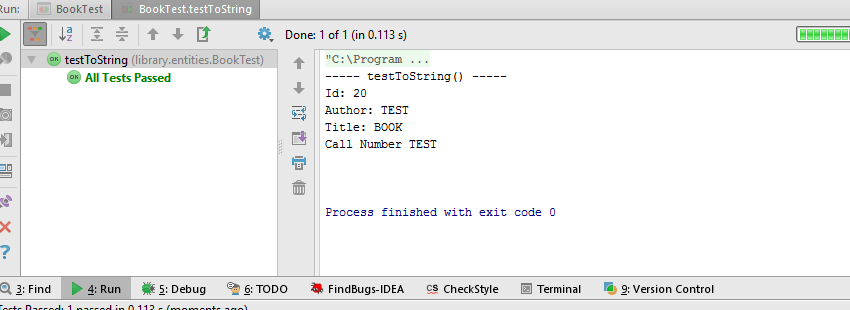 Run: BookTest BookTest.testToString
Done: 1 of 1 (in 0.113 s)
OK testToString (library.entities.BookTest)
OK All Tests Passed
"C:\Program ...
----- testToString() -----
Id: 20
Author: TEST
Title: BOOK
Call Number TEST
Process finished with exit code 0
3: Find 4: Run 5: Debug 6: TODO FindBugs-IDEA CS CheckStyle Terminal 9: Version Control
Tests Passed: 1 passed in 0.113 s (moments ago)